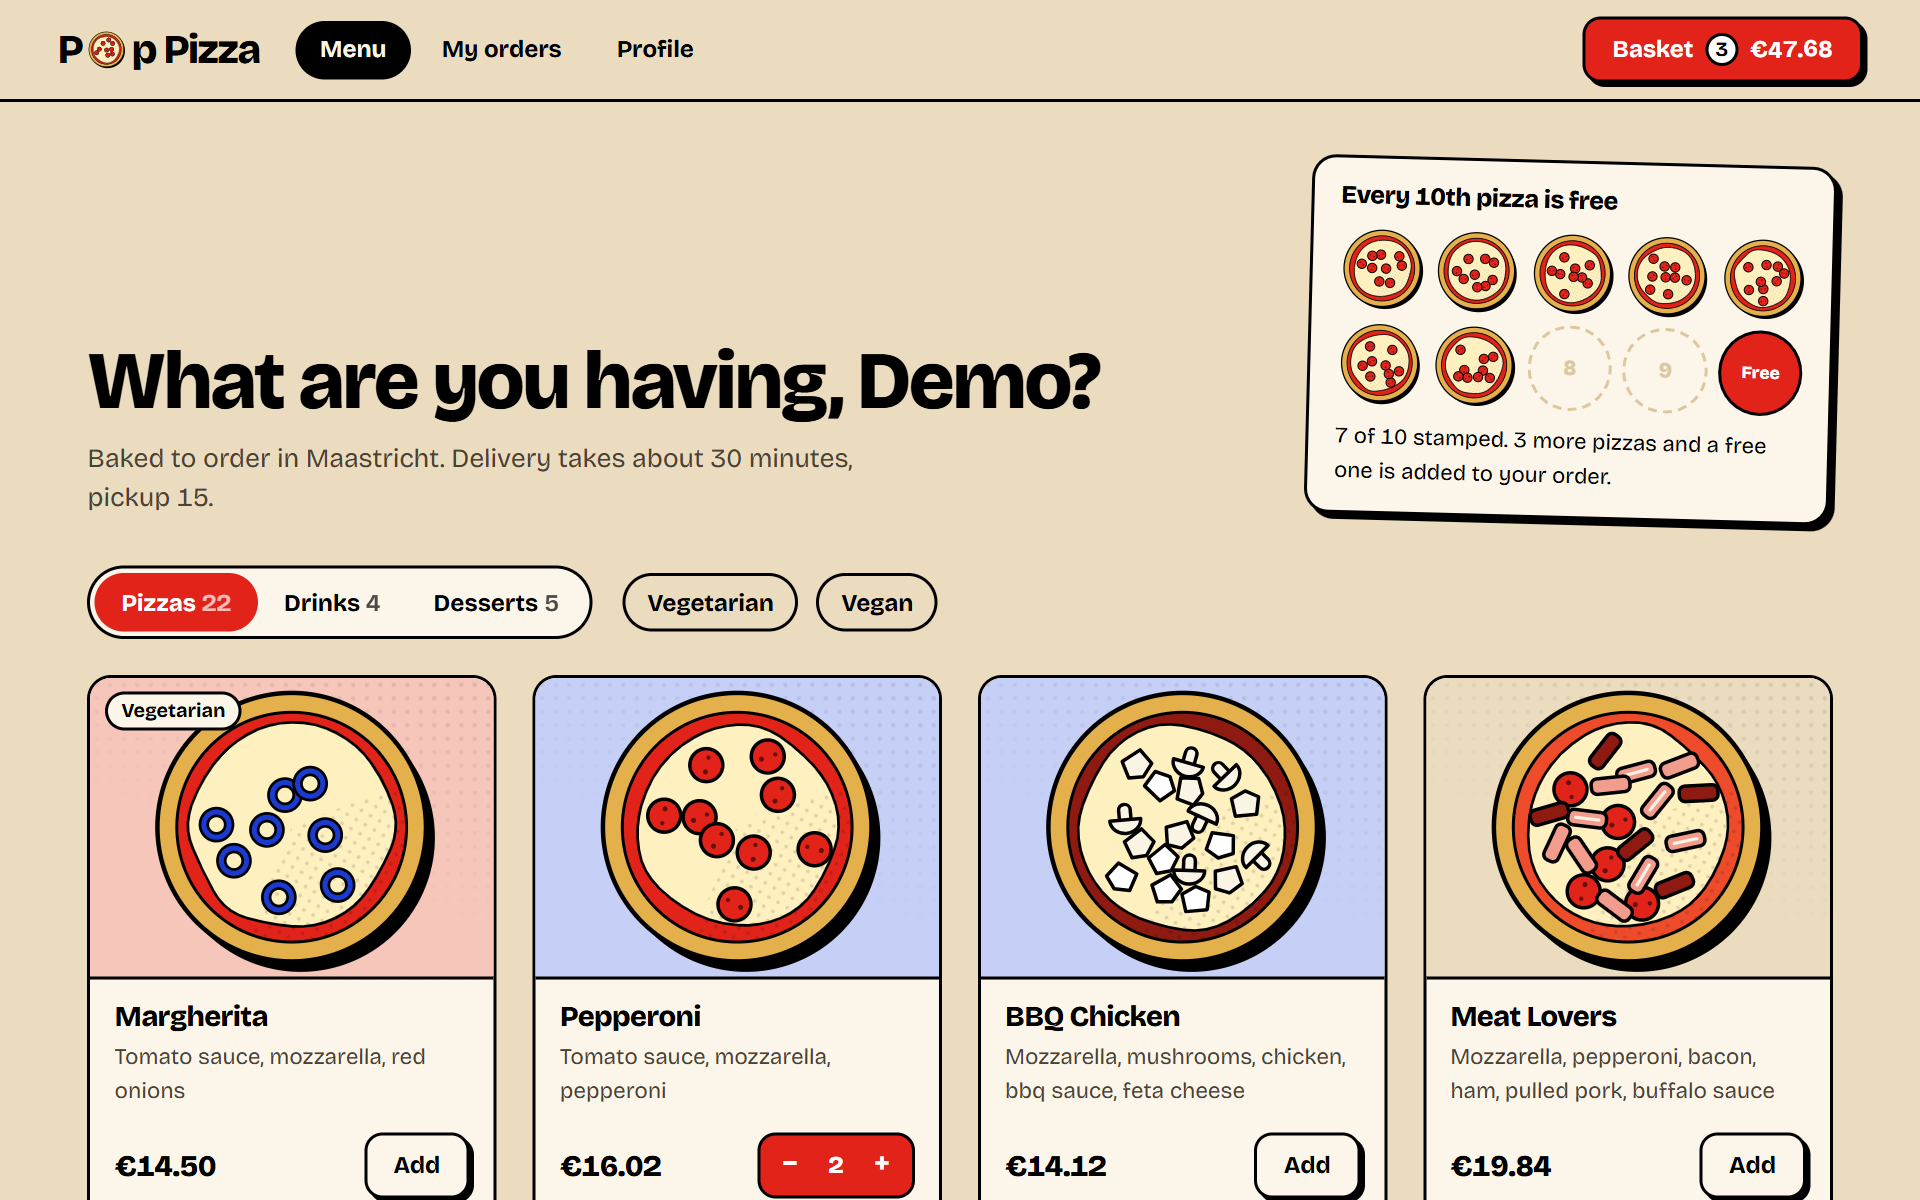 Pop Pizza
Menu
My orders
Profile
Basket 3 €47.68
Every 10th pizza is free
8
9
Free
7 of 10 stamped. 3 more pizzas and a free
one is added to your order.
What are you having, Demo?
Baked to order in Maastricht. Delivery takes about 30 minutes,
pickup 15.
Pizzas 22
Drinks 4
Desserts 5
Vegetarian
Vegan
Vegetarian
Margherita
Tomato sauce, mozzarella, red
onions
€14.50
Add
Pepperoni
Tomato sauce, mozzarella,
pepperoni
€16.02
− 2 +
BBQ Chicken
Mozzarella, mushrooms, chicken,
bbq sauce, feta cheese
€14.12
Add
Meat Lovers
Mozzarella, pepperoni, bacon,
ham, pulled pork, buffalo sauce
€19.84
Add